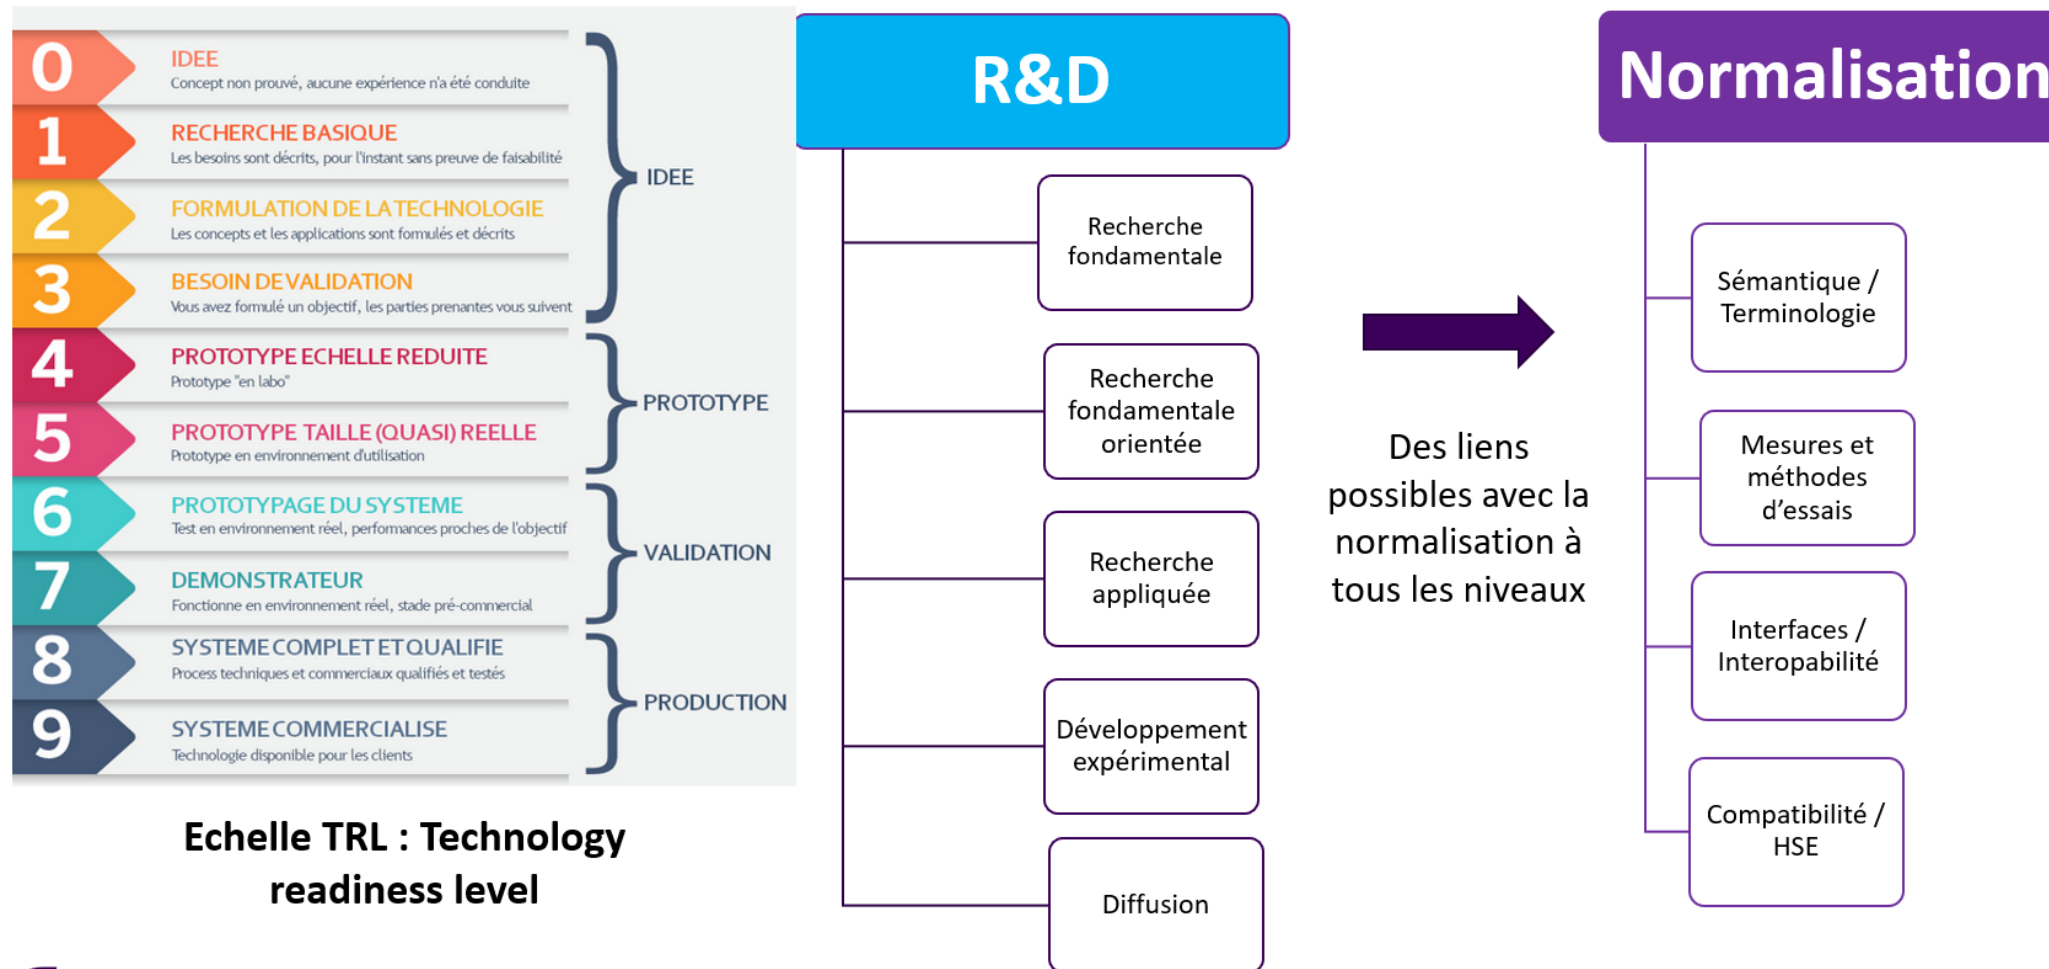 0
IDEE
Concept non prouvé, aucune expérience n'a été conduite
1
RECHERCHE BASIQUE
Les besoins sont décrits, pour l'instant sans preuve de faisabilité
2
FORMULATION DE LA TECHNOLOGIE
Les concepts et les applications sont formulés et décrits
3
BESOIN DE VALIDATION
Vous avez formulé un objectif, les parties prenantes vous suivent
IDEE
4
PROTOTYPE ECHELLE REDUITE
Prototype "en labo"
5
PROTOTYPE TAILLE (QUASI) REELLE
Prototype en environnement d'utilisation
PROTOTYPE
6
PROTOTYPAGE DU SYSTEME
Test en environnement réel, performances proches de l'objectif
7
DEMONSTRATEUR
Fonctionne en environnement réel, stade pré-commercial
VALIDATION
8
SYSTEME COMPLET ET QUALIFIE
Process techniques et commerciaux qualifiés et testés
9
SYSTEME COMMERCIALISE
Technologie disponible pour les clients
PRODUCTION
Echelle TRL : Technology
readiness level
R&D
Recherche
fondamentale
Recherche
fondamentale
orientée
Recherche
appliquée
Développement
expérimental
Diffusion
Des liens
possibles avec la
normalisation à
tous les niveaux
Normalisation
Sémantique /
Terminologie
Mesures et
méthodes
d'essais
Interfaces /
Interopabilité
Compatibilité /
HSE